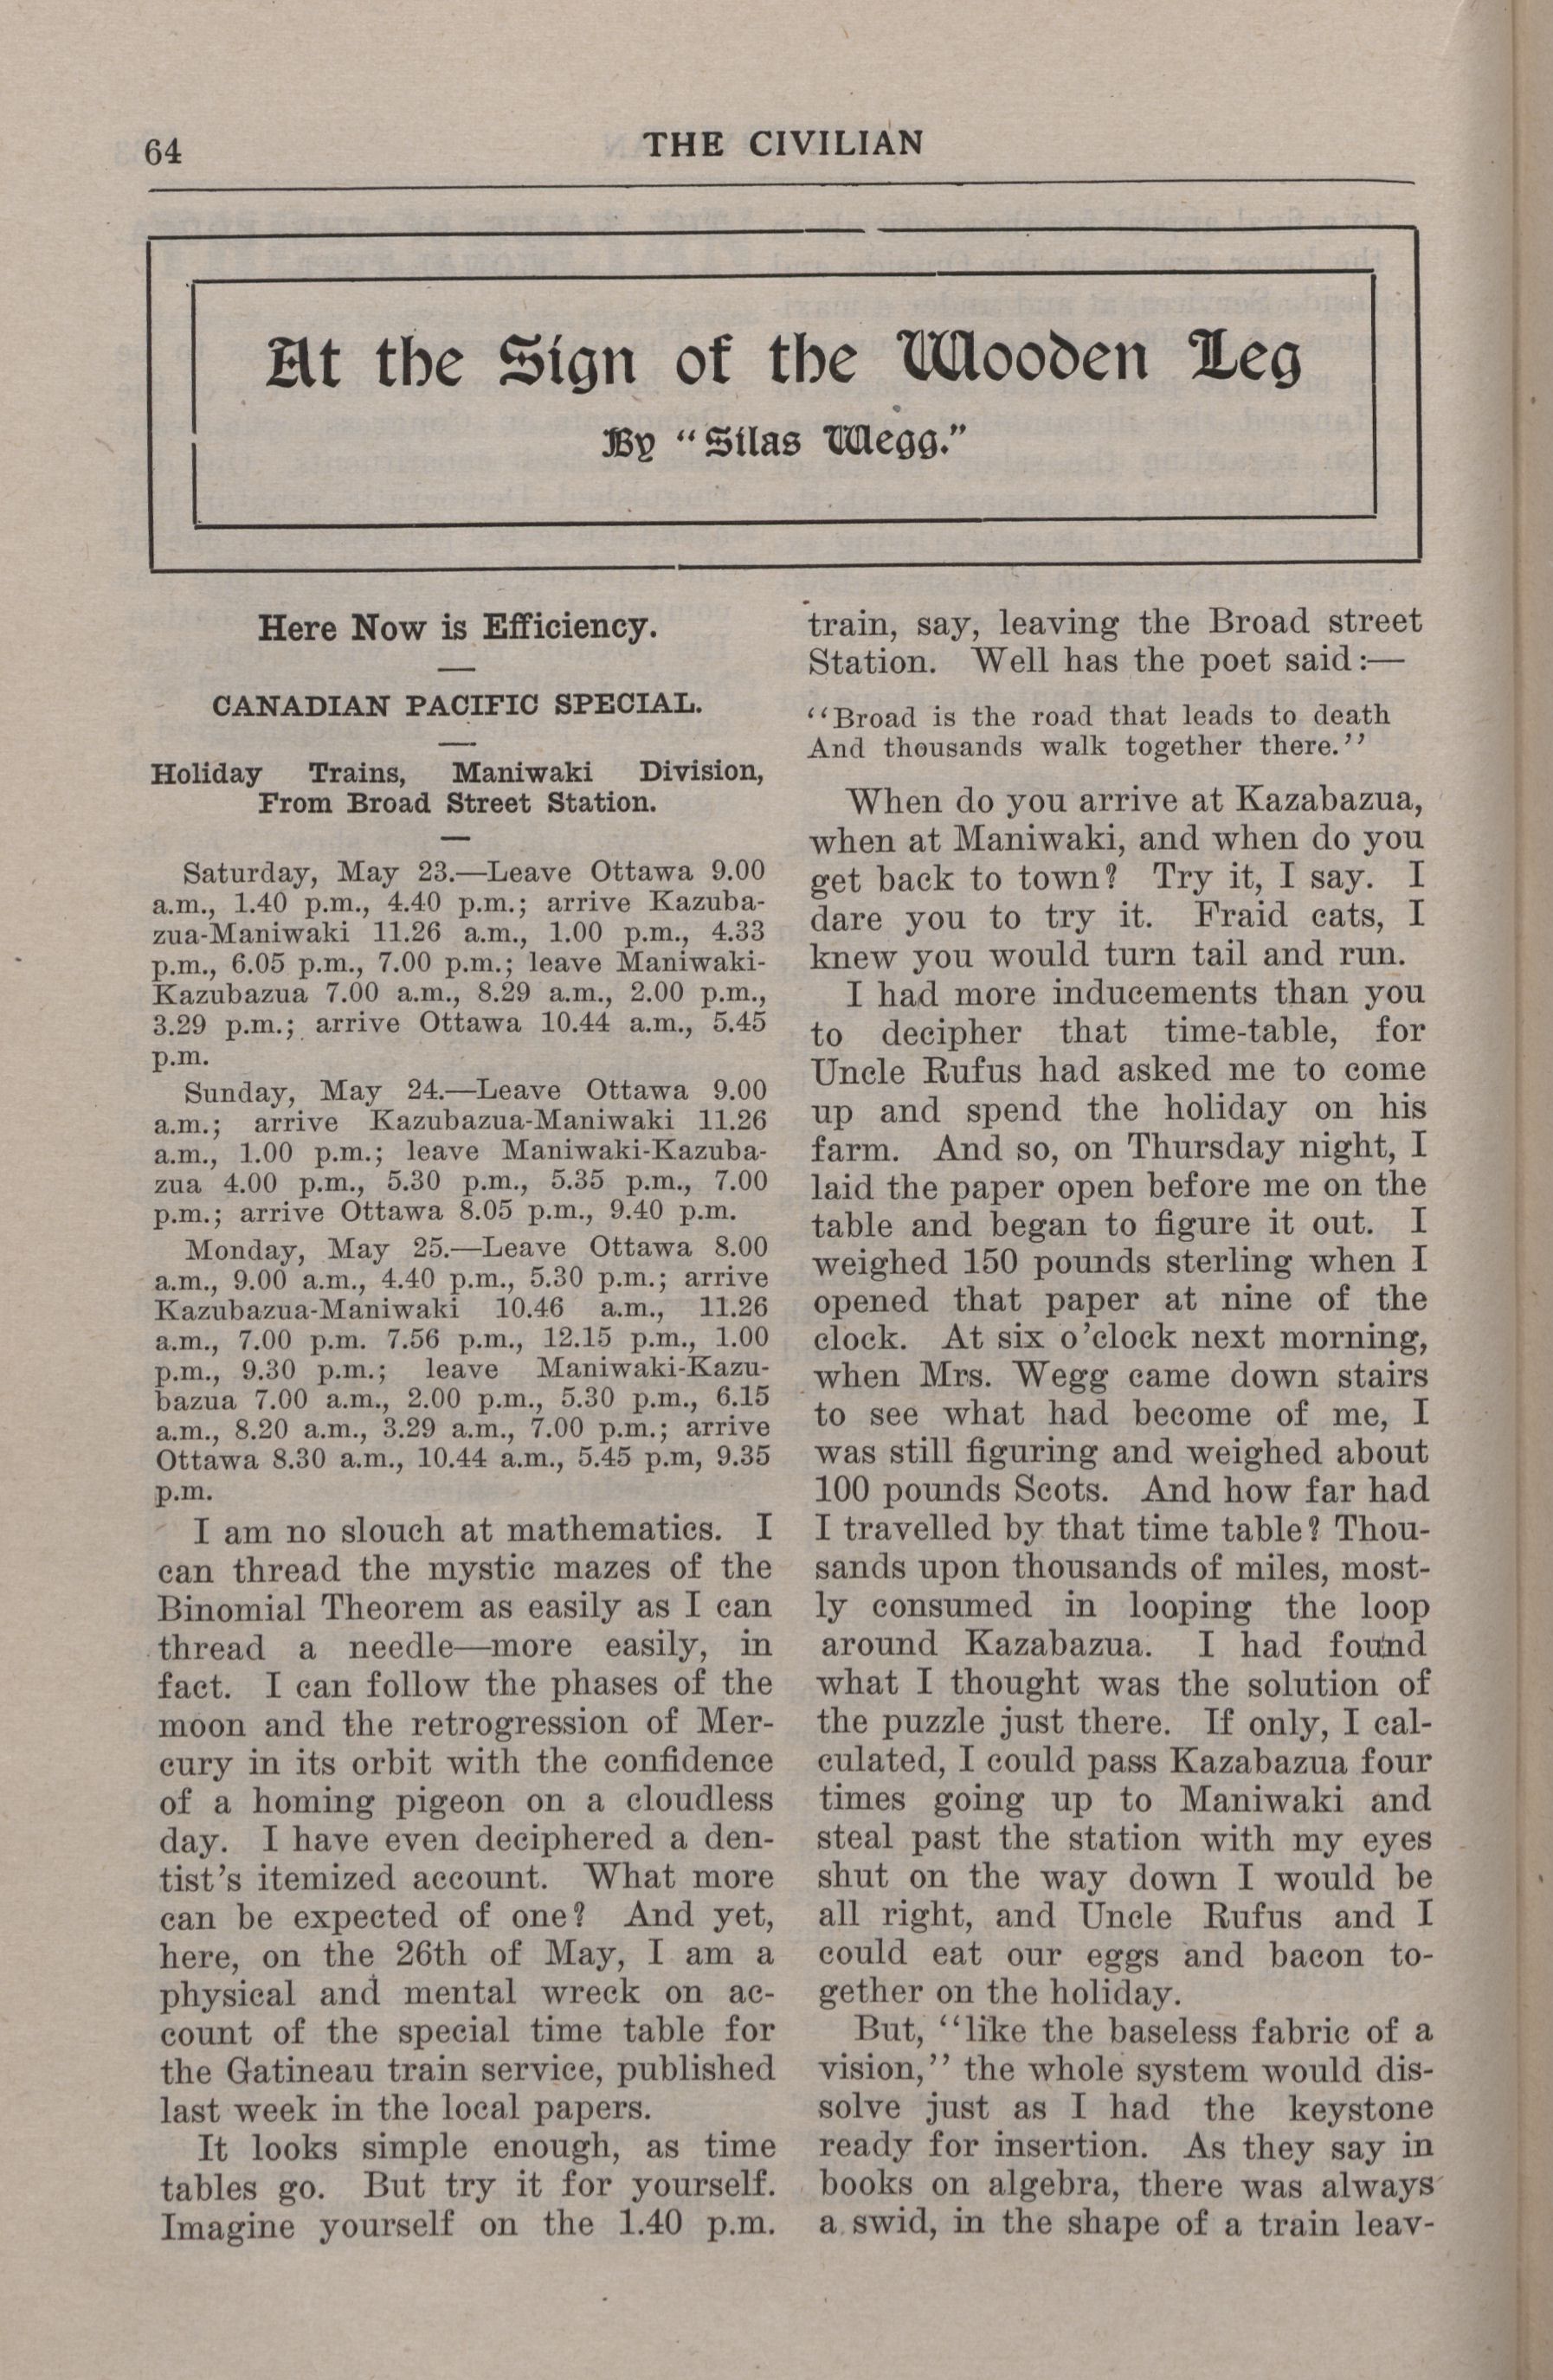 64
THE CIVILIAN
At the Sign of the Wooden Leg
By "Silas Wegg."
Here Now is Efficiency.
CANADIAN PACIFIC SPECIAL.
Holiday Trains, Maniwaki Division,
From Broad Street Station.
Saturday, May 23.—Leave Ottawa 9.00
a.m., 1.40 p.m., 4.40 p.m.; arrive Kazuba-
zua-Maniwaki 11.26 a.m., 1.00 p.m., 4.33
p.m., 6.05 p.m., 7.00 p.m.; leave Maniwaki-
Kazubazua 7.00 a.m., 8.29 a.m., 2.00 p.m.,
3.29 p.m.; arrive Ottawa 10.44 a.m., 5.45
p.m.
Sunday, May 24.—Leave Ottawa 9.00
a.m.; arrive Kazubazua-Maniwaki 11.26
a.m., 1.00 p.m.; leave Maniwaki-Kazuba-
zua 4.00 p.m., 5.30 p.m., 5.35 p.m., 7.00
p.m.; arrive Ottawa 8.05 p.m., 9.40 p.m.
Monday, May 25.—Leave Ottawa 8.00
a.m., 9.00 a.m., 4.40 p.m., 5.30 p.m.; arrive
Kazubazua-Maniwaki 10.46 a.m., 11.26
a.m., 7.00 p.m. 7.56 p.m., 12.15 p.m., 1.00
p.m., 9.30 p.m.; leave Maniwaki-Kazu-
bazua 7.00 a.m., 2.00 p.m., 5.30 p.m., 6.15
a.m., 8.20 a.m., 3.29 a.m., 7.00 p.m.; arrive
Ottawa 8.30 a.m., 10.44 a.m., 5.45 p.m, 9.35
p.m.
I am no slouch at mathematics. I
can thread the mystic mazes of the
Binomial Theorem as easily as I can
thread a needle—more easily, in
fact. I can follow the phases of the
moon and the retrogression of Mer-
cury in its orbit with the confidence
of a homing pigeon on a cloudless
day. I have even deciphered a den-
tist's itemized account. What more
can be expected of one? And yet,
here, on the 26th of May, I am a
physical and mental wreck on ac-
count of the special time table for
the Gatineau train service, published
last week in the local papers.
It looks simple enough, as time
tables go. But try it for yourself.
Imagine yourself on the 1.40 p.m.
train, say, leaving the Broad street
Station. Well has the poet said:—
"Broad is the road that leads to death
And thousands walk together there."
When do you arrive at Kazabazua,
when at Maniwaki, and when do you
get back to town? Try it, I say. I
dare you to try it. Fraid cats, I
knew you would turn tail and run.
I had more inducements than you
to decipher that time-table, for
Uncle Rufus had asked me to come
up and spend the holiday on his
farm. And so, on Thursday night, I
laid the paper open before me on the
table and began to figure it out. I
weighed 150 pounds sterling when I
opened that paper at nine of the
clock. At six o'clock next morning,
when Mrs. Wegg came down stairs
to see what had become of me, I
was still figuring and weighed about
100 pounds Scots. And how far had
I travelled by that time table? Thou-
sands upon thousands of miles, most-
ly consumed in looping the loop
around Kazabazua. I had found
what I thought was the solution of
the puzzle just there. If only, I cal-
culated, I could pass Kazabazua four
times going up to Maniwaki and
steal past the station with my eyes
shut on the way down I would be
all right, and Uncle Rufus and I
could eat our eggs and bacon to-
gether on the holiday.
But, "like the baseless fabric of a
vision," the whole system would dis-
solve just as I had the keystone
ready for insertion. As they say in
books on algebra, there was always
a swid, in the shape of a train leav-